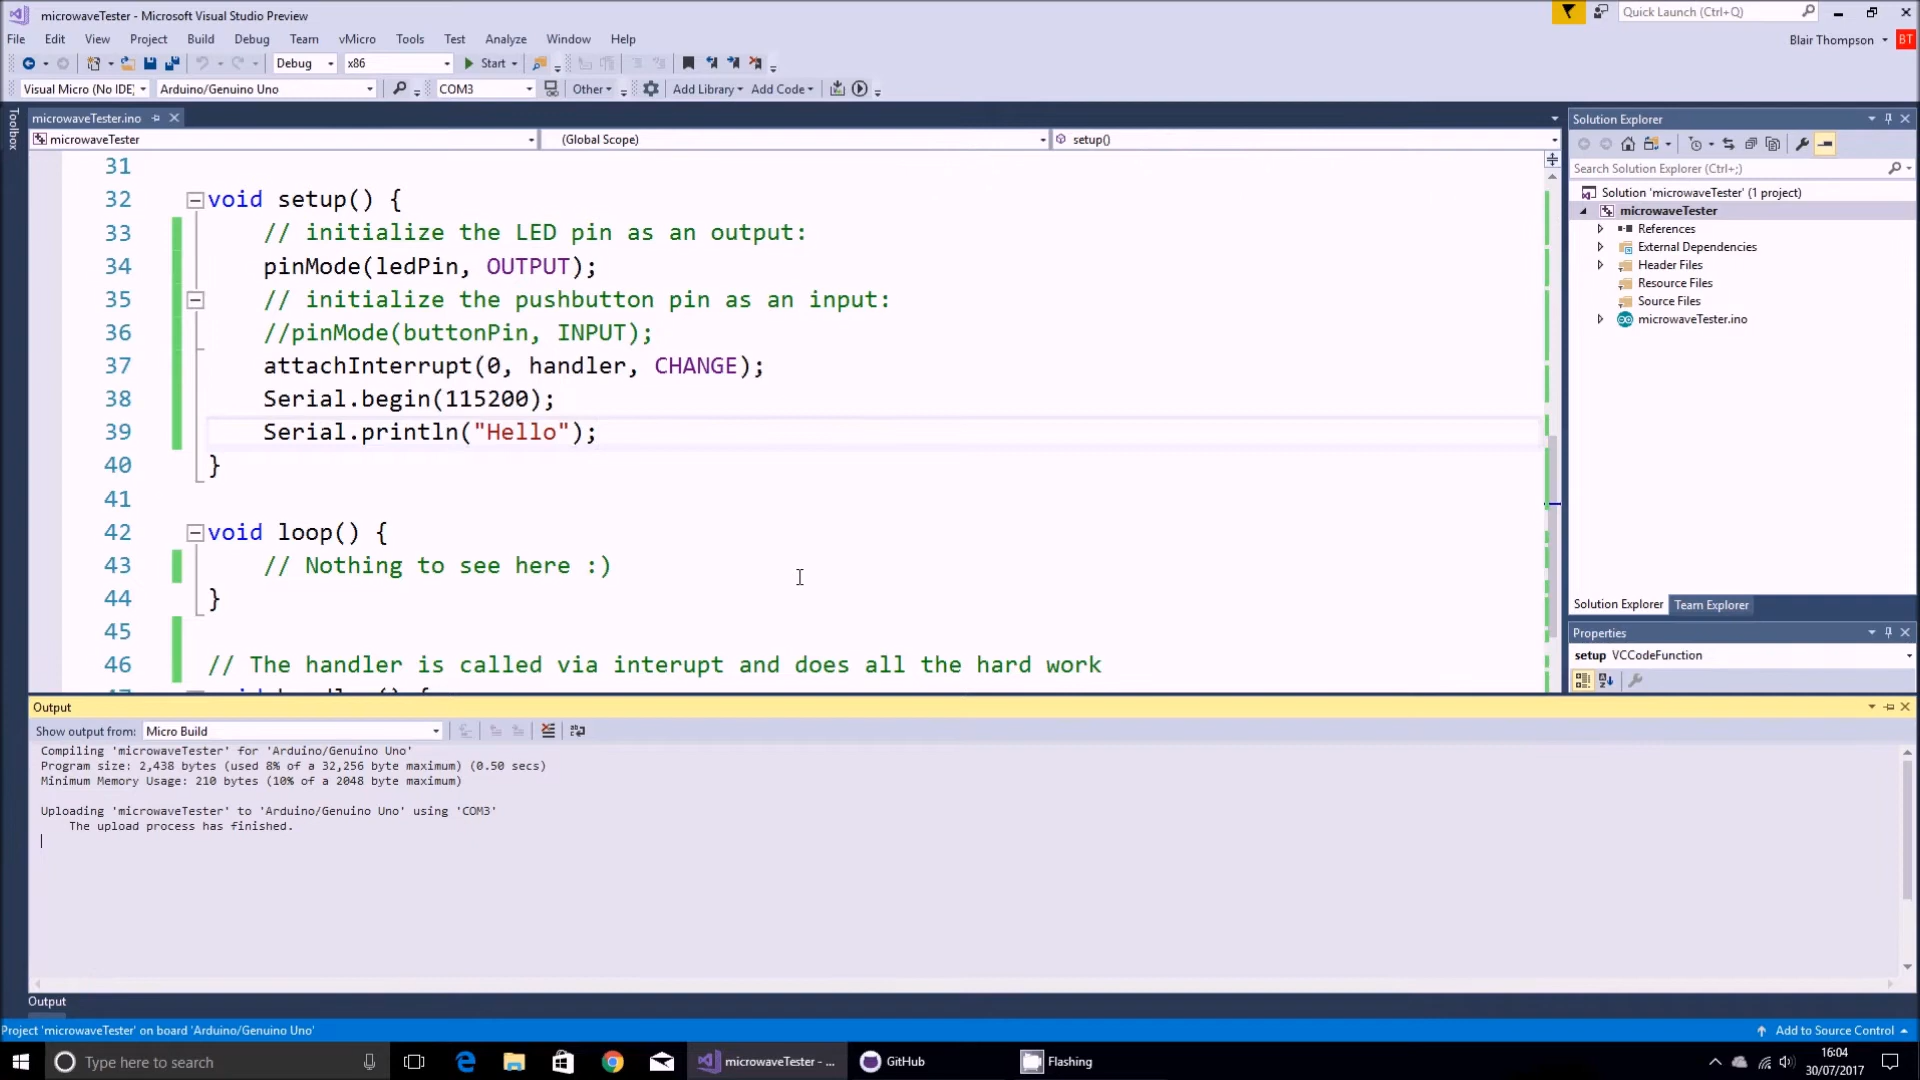 microwaveTester - Microsoft Visual Studio Preview
Quick Launch (Ctrl+Q)
File Edit View Project Build Debug Team vMicro Tools Test Analyze Window Help
Blair Thompson BT
Debug x86 Start
Visual Micro (No IDE) Arduino/Genuino Uno COM3 Other Add Library Add Code
Toolbox
microwaveTester.ino
microwaveTester (Global Scope) setup()
31
32 void setup() {
33 // initialize the LED pin as an output:
34 pinMode(ledPin, OUTPUT);
35 // initialize the pushbutton pin as an input:
36 //pinMode(buttonPin, INPUT);
37 attachInterrupt(0, handler, CHANGE);
38 Serial.begin(115200);
39 Serial.println("Hello");
40 }
41
42 void loop() {
43 // Nothing to see here :)
44 }
45
46 // The handler is called via interupt and does all the hard work
Solution Explorer
Search Solution Explorer (Ctrl+;)
Solution 'microwaveTester' (1 project)
microwaveTester
References
External Dependencies
Header Files
Resource Files
Source Files
microwaveTester.ino
Solution Explorer Team Explorer
Properties
setup VCCodeFunction
Output
Show output from: Micro Build
Compiling 'microwaveTester' for 'Arduino/Genuino Uno'
Program size: 2,438 bytes (used 8% of a 32,256 byte maximum) (0.50 secs)
Minimum Memory Usage: 210 bytes (10% of a 2048 byte maximum)
Uploading 'microwaveTester' to 'Arduino/Genuino Uno' using 'COM3'
The upload process has finished.
Output
Project 'microwaveTester' on board 'Arduino/Genuino Uno'
Add to Source Control
Type here to search
microwaveTester - ...
GitHub
Flashing
16:04
30/07/2017